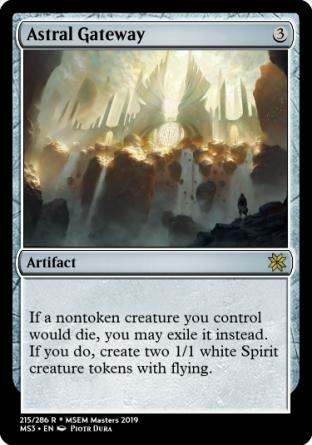 Astral Gateway 3
Artifact
If a nontoken creature you control
would die, you may exile it instead.
If you do, create two 1/1 white Spirit
creature tokens with flying.
215/286 R * MSEM Masters 2019
MS3 • EN Piotr Dura